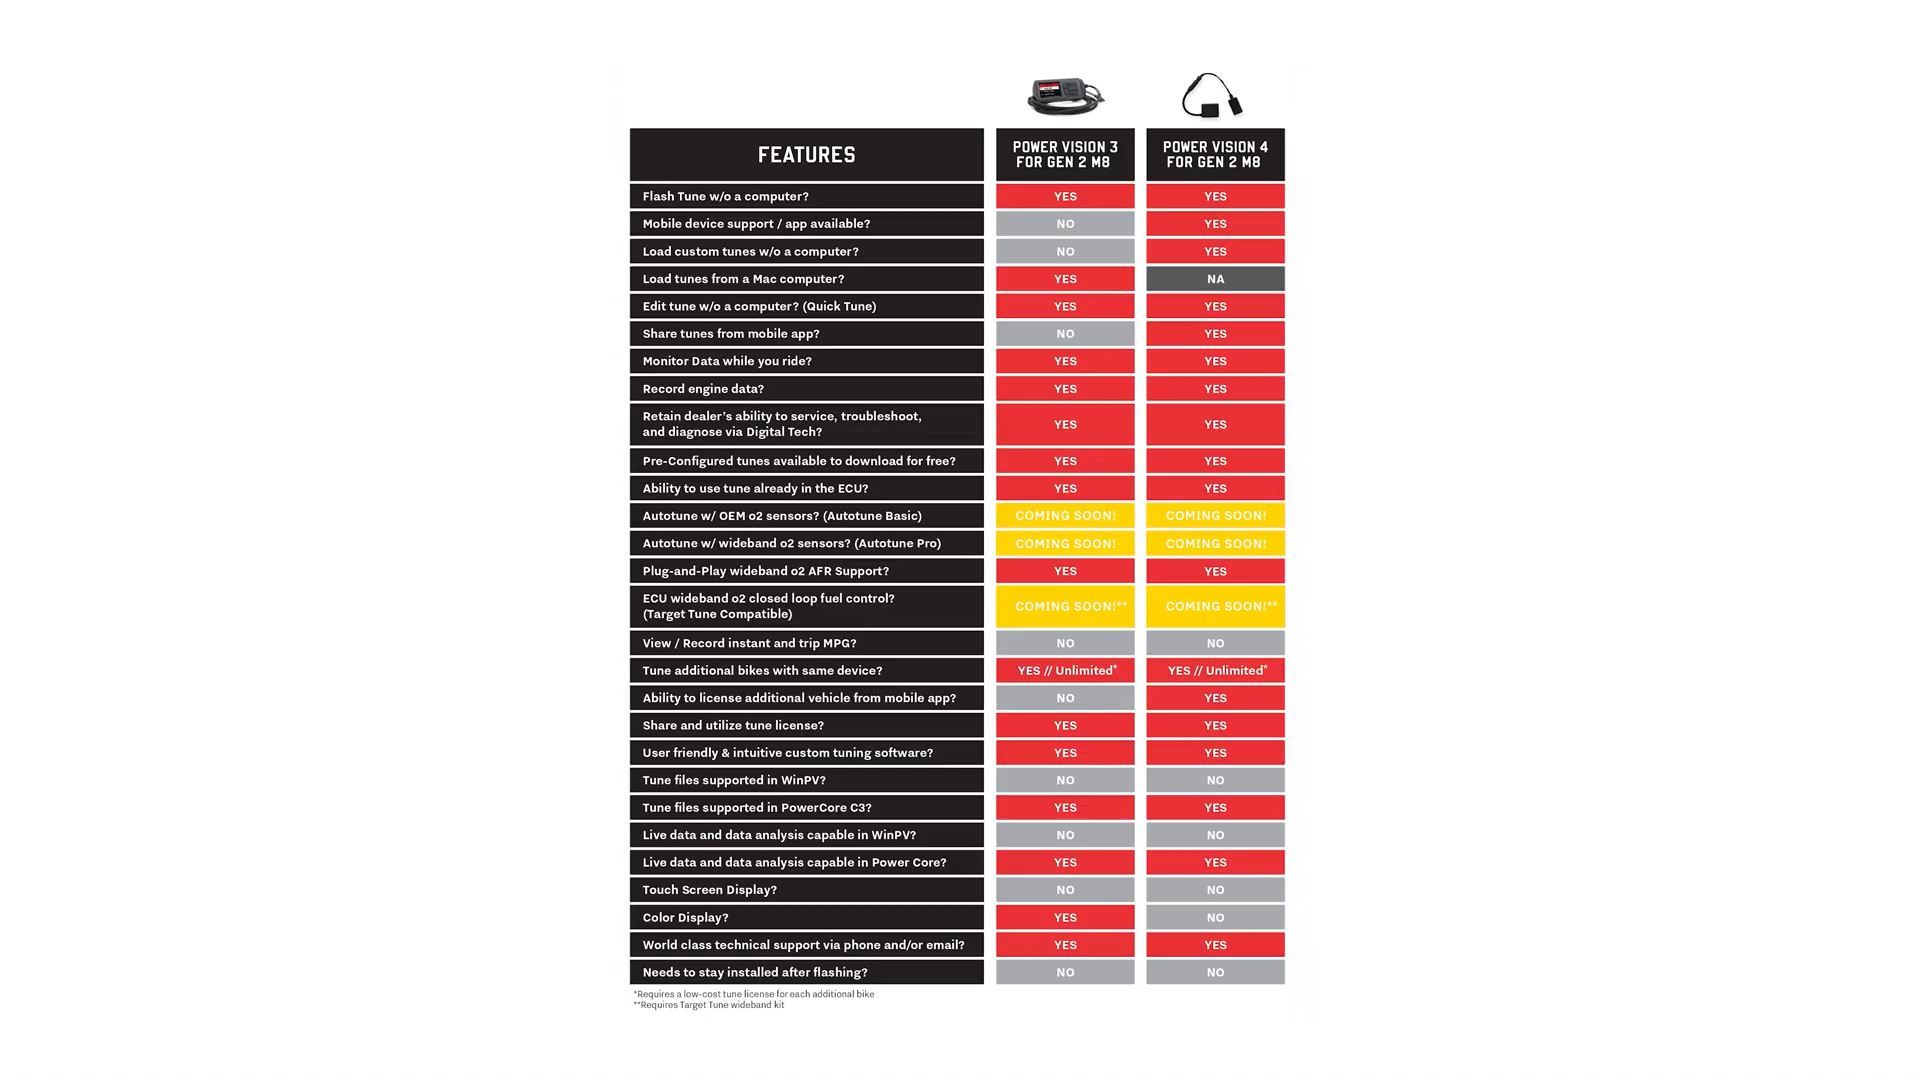 FEATURES
POWER VISION 3
FOR GEN 2 M8
POWER VISION 4
FOR GEN 2 M8
Flash Tune w/o a computer? YES YES
Mobile device support / app available? NO YES
Load custom tunes w/o a computer? NO YES
Load tunes from a Mac computer? YES NA
Edit tune w/o a computer? (Quick Tune) YES YES
Share tunes from mobile app? NO YES
Monitor Data while you ride? YES YES
Record engine data? YES YES
Retain dealer's ability to service, troubleshoot,
and diagnose via Digital Tech? YES YES
Pre-Configured tunes available to download for free? YES YES
Ability to use tune already in the ECU? YES YES
Autotune w/ OEM o2 sensors? (Autotune Basic) COMING SOON! COMING SOON!
Autotune w/ wideband o2 sensors? (Autotune Pro) COMING SOON! COMING SOON!
Plug-and-Play wideband o2 AFR Support? YES YES
ECU wideband o2 closed loop fuel control?
(Target Tune Compatible) COMING SOON!** COMING SOON!**
View / Record instant and trip MPG? NO NO
Tune additional bikes with same device? YES // Unlimited* YES // Unlimited*
Ability to license additional vehicle from mobile app? NO YES
Share and utilize tune license? YES YES
User friendly & intuitive custom tuning software? YES YES
Tune files supported in WinPV? NO NO
Tune files supported in PowerCore C3? YES YES
Live data and data analysis capable in WinPV? NO NO
Live data and data analysis capable in Power Core? YES YES
Touch Screen Display? NO NO
Color Display? YES NO
World class technical support via phone and/or email? YES YES
Needs to stay installed after flashing? NO NO
*Requires a low-cost tune license for each additional bike
**Requires Target Tune wideband kit